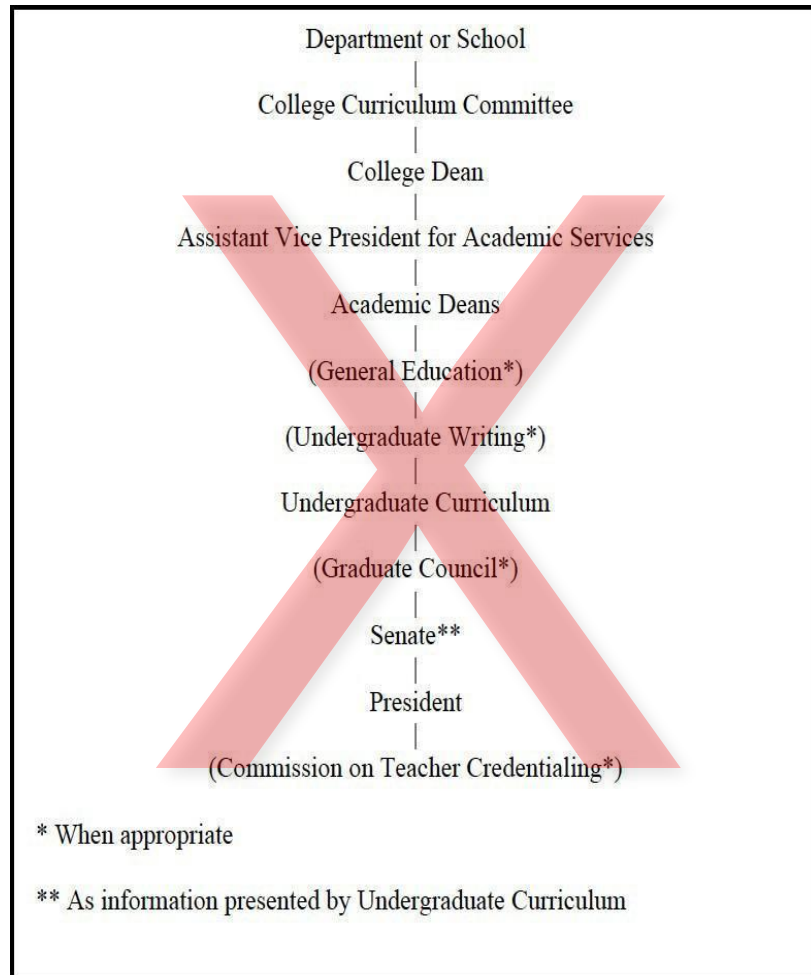 Department or School
College Curriculum Committee
College Dean
Assistant Vice President for Academic Services
Academic Deans
(General Education*)
(Undergraduate Writing*)
Undergraduate Curriculum
(Graduate Council*)
Senate**
President
(Commission on Teacher Credentialing*)
* When appropriate
** As information presented by Undergraduate Curriculum